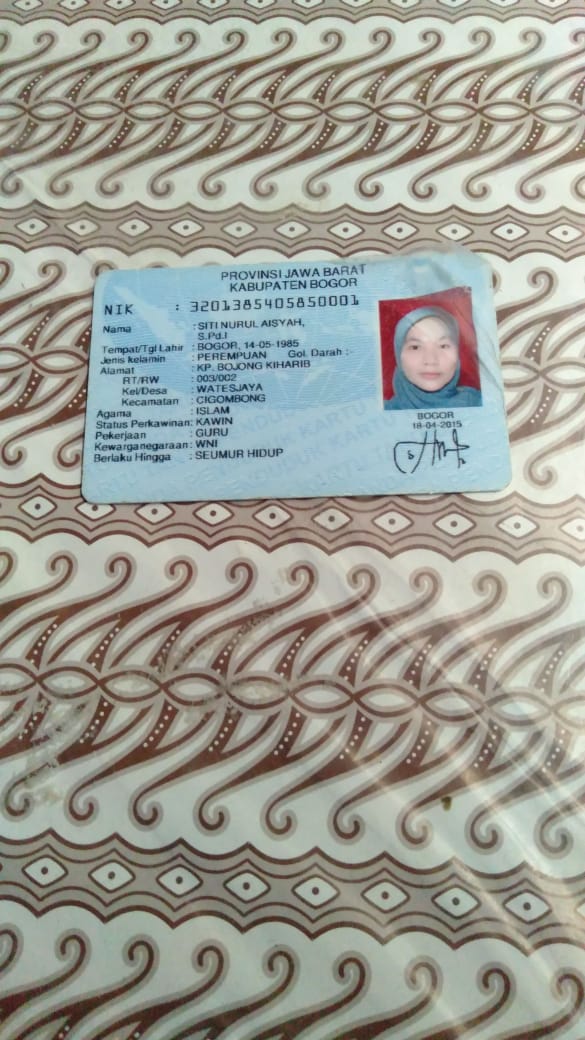 PROVINSI JAWA BARAT
KABUPATEN BOGOR
NIK : 3201385405850001
Nama : SITI NURUL AISYAH,
S.Pd.I
Tempat/Tgl Lahir : BOGOR, 14-05-1985
Jenis kelamin : PEREMPUAN Gol. Darah :-
Alamat : KP. BOJONG KIHARIB
RT/RW : 003/002
Kel/Desa : WATESJAYA
Kecamatan : CIGOMBONG
Agama : ISLAM
Status Perkawinan: KAWIN
Pekerjaan : GURU
Kewarganegaraan: WNI
Berlaku Hingga : SEUMUR HIDUP
BOGOR
18-04-2015